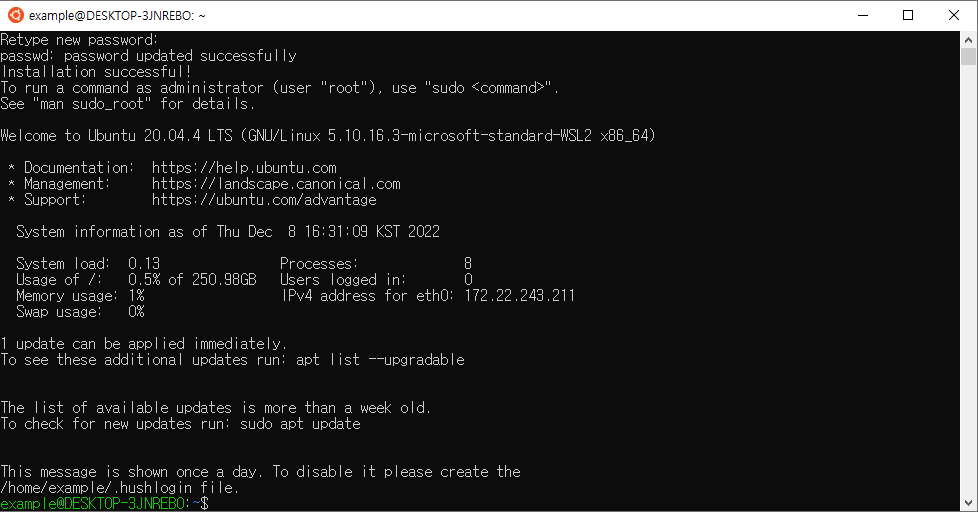 example@DESKTOP-3JNREBO: ~
Retype new password:
passwd: password updated successfully
Installation successful!
To run a command as administrator (user "root"), use "sudo <command>".
See "man sudo_root" for details.
Welcome to Ubuntu 20.04.4 LTS (GNU/Linux 5.10.16.3-microsoft-standard-WSL2 x86_64)
* Documentation:  https://help.ubuntu.com
* Management:     https://landscape.canonical.com
* Support:        https://ubuntu.com/advantage
System information as of Thu Dec  8 16:31:09 KST 2022
System load:  0.13               Processes:             8
Usage of /:   0.5% of 250.98GB   Users logged in:       0
Memory usage: 1%                 IPv4 address for eth0: 172.22.243.211
Swap usage:   0%
1 update can be applied immediately.
To see these additional updates run: apt list --upgradable
The list of available updates is more than a week old.
To check for new updates run: sudo apt update
This message is shown once a day. To disable it please create the
/home/example/.hushlogin file.
example@DESKTOP-3JNREBO:~$